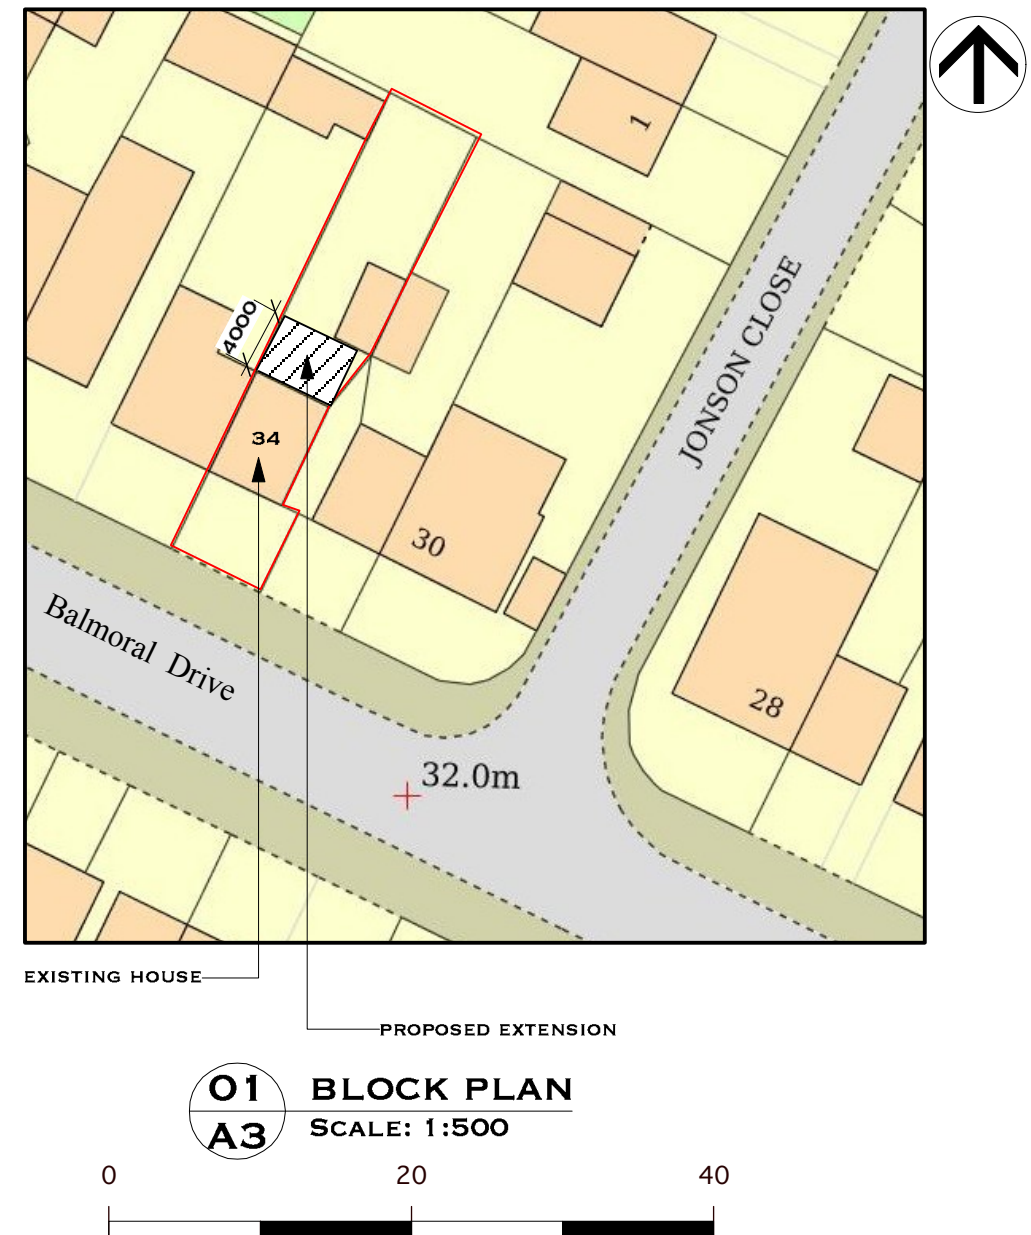 1
JONSON CLOSE
4000
34
30
Balmoral Drive
28
32.0m
EXISTING HOUSE
PROPOSED EXTENSION
01
A3
BLOCK PLAN
SCALE: 1:500
0 20 40